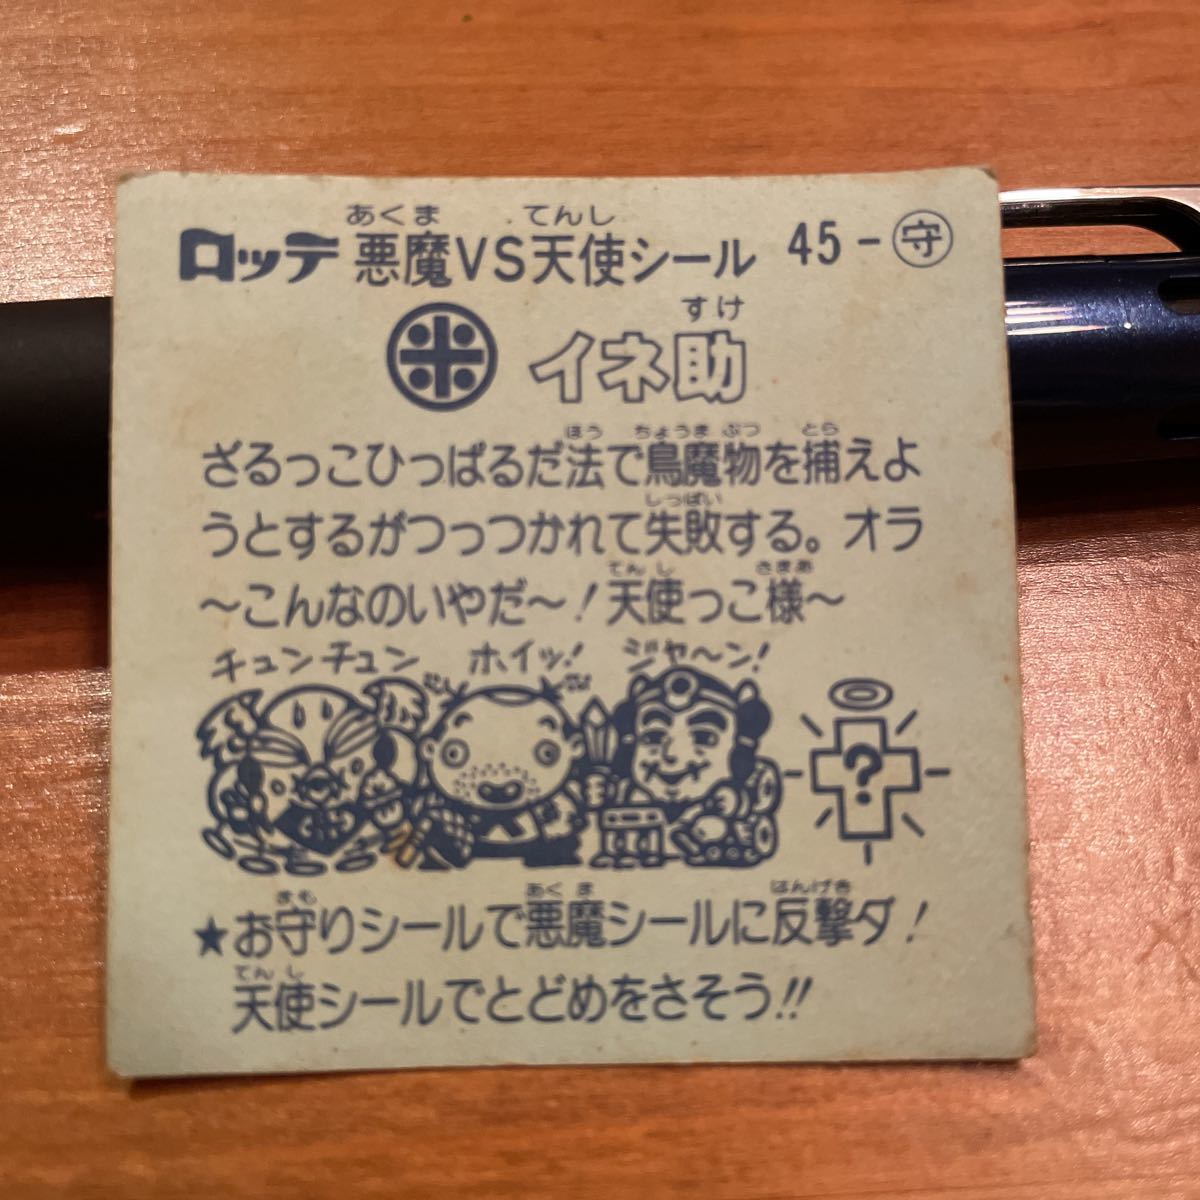 ロッテ 悪魔VS天使シール 45-守
イネ助
ざるっこひっぱるだ法で鳥魔物を捕えよ
うとするがつっつかれて失敗する。オラ
〜こんなのいやだ〜!天使っこ様〜
チュンチュン ホイッ! ジャ〜ン!
?
★お守りシールで悪魔シールに反撃ダ!
天使シールでとどめをさそう!!